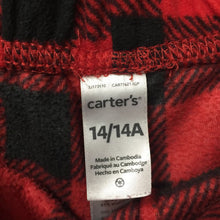 carter's®
14/14A
Made in Cambodia
Fabriqué au Cambodge
Hecho en Camboya